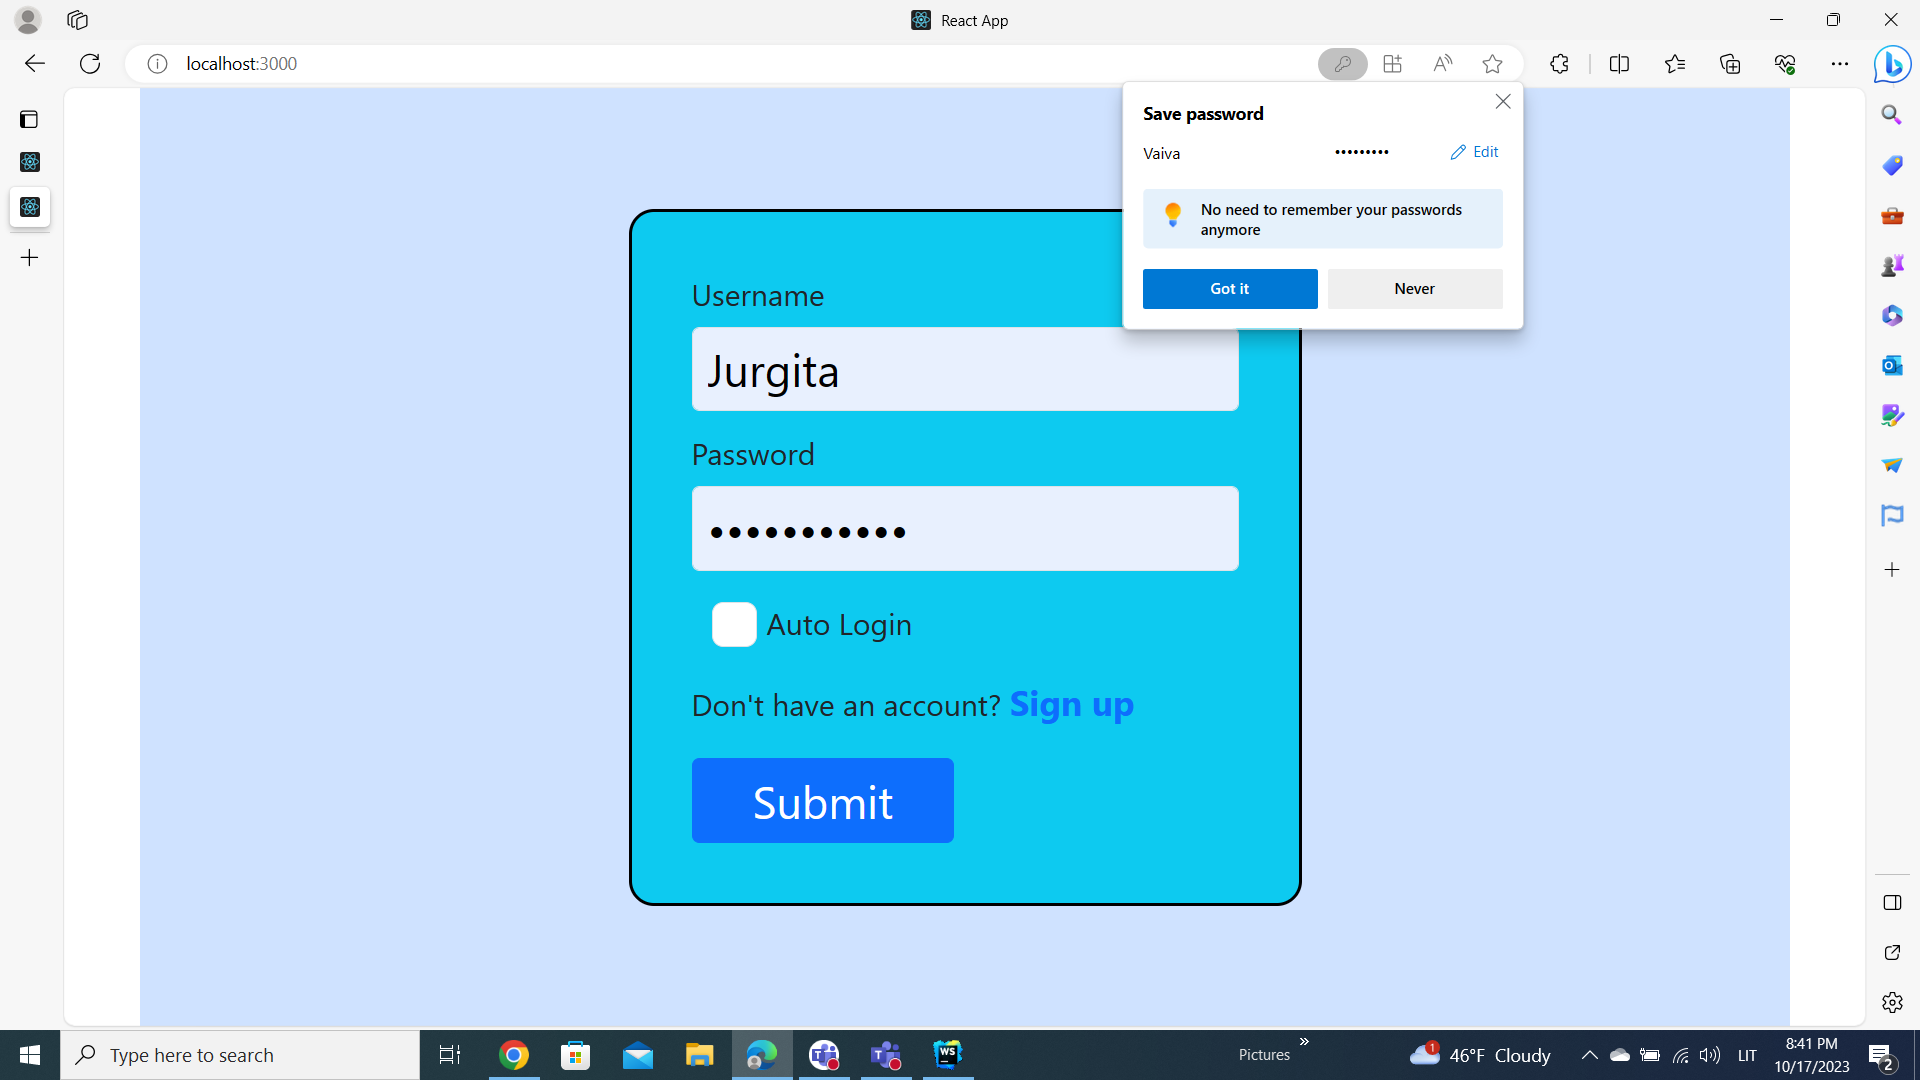 React App
localhost:3000
Save password
Vaiva ••••••••• Edit
No need to remember your passwords
anymore
Got it Never
Username
Jurgita
Password
•••••••••••
Auto Login
Don't have an account? Sign up
Submit
Type here to search
WS
Pictures
1
46°F Cloudy
LIT
8:41 PM
10/17/2023
2